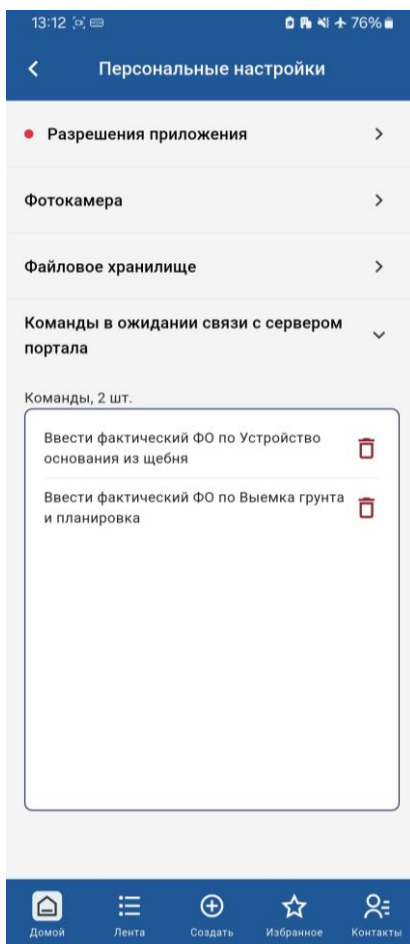 13:12 76%
Персональные настройки
Разрешения приложения
Фотокамера
Файловое хранилище
Команды в ожидании связи с сервером
портала
Команды, 2 шт.
Ввести фактический ФО по Устройство
основания из щебня
Ввести фактический ФО по Выемка грунта
и планировка
Домой Лента Создать Избранное Контакты